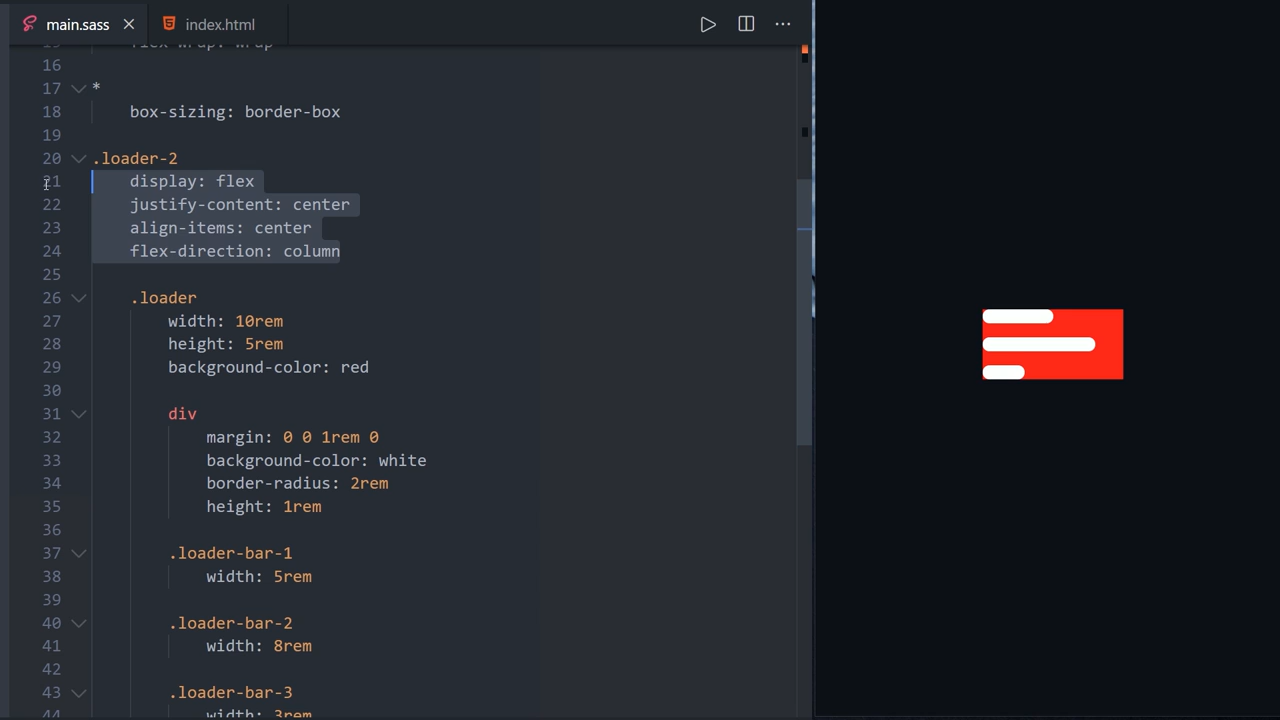 main.sass
index.html
flex-wrap: wrap
16
17 *
18 box-sizing: border-box
19
20 .loader-2
21 display: flex
22 justify-content: center
23 align-items: center
24 flex-direction: column
25
26 .loader
27 width: 10rem
28 height: 5rem
29 background-color: red
30
31 div
32 margin: 0 0 1rem 0
33 background-color: white
34 border-radius: 2rem
35 height: 1rem
36
37 .loader-bar-1
38 width: 5rem
39
40 .loader-bar-2
41 width: 8rem
42
43 .loader-bar-3
44 width: 3rem